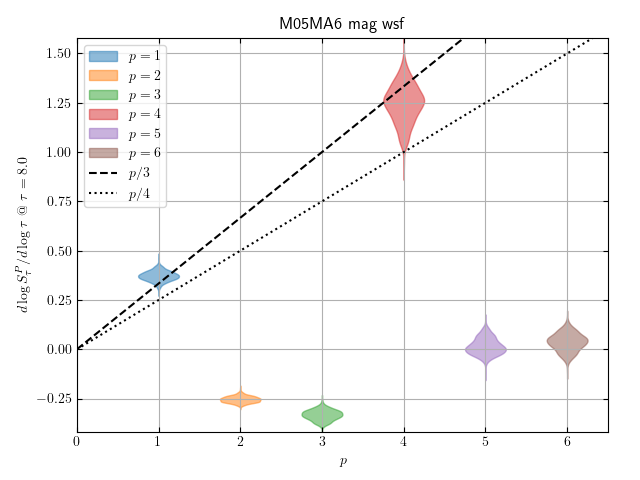 M05MA6 mag wsf
d log S_τ^p / d log τ @ τ = 8.0
1.50
1.25
1.00
0.75
0.50
0.25
0.00
−0.25
p = 1
p = 2
p = 3
p = 4
p = 5
p = 6
p/3
p/4
0 1 2 3 4 5 6
p